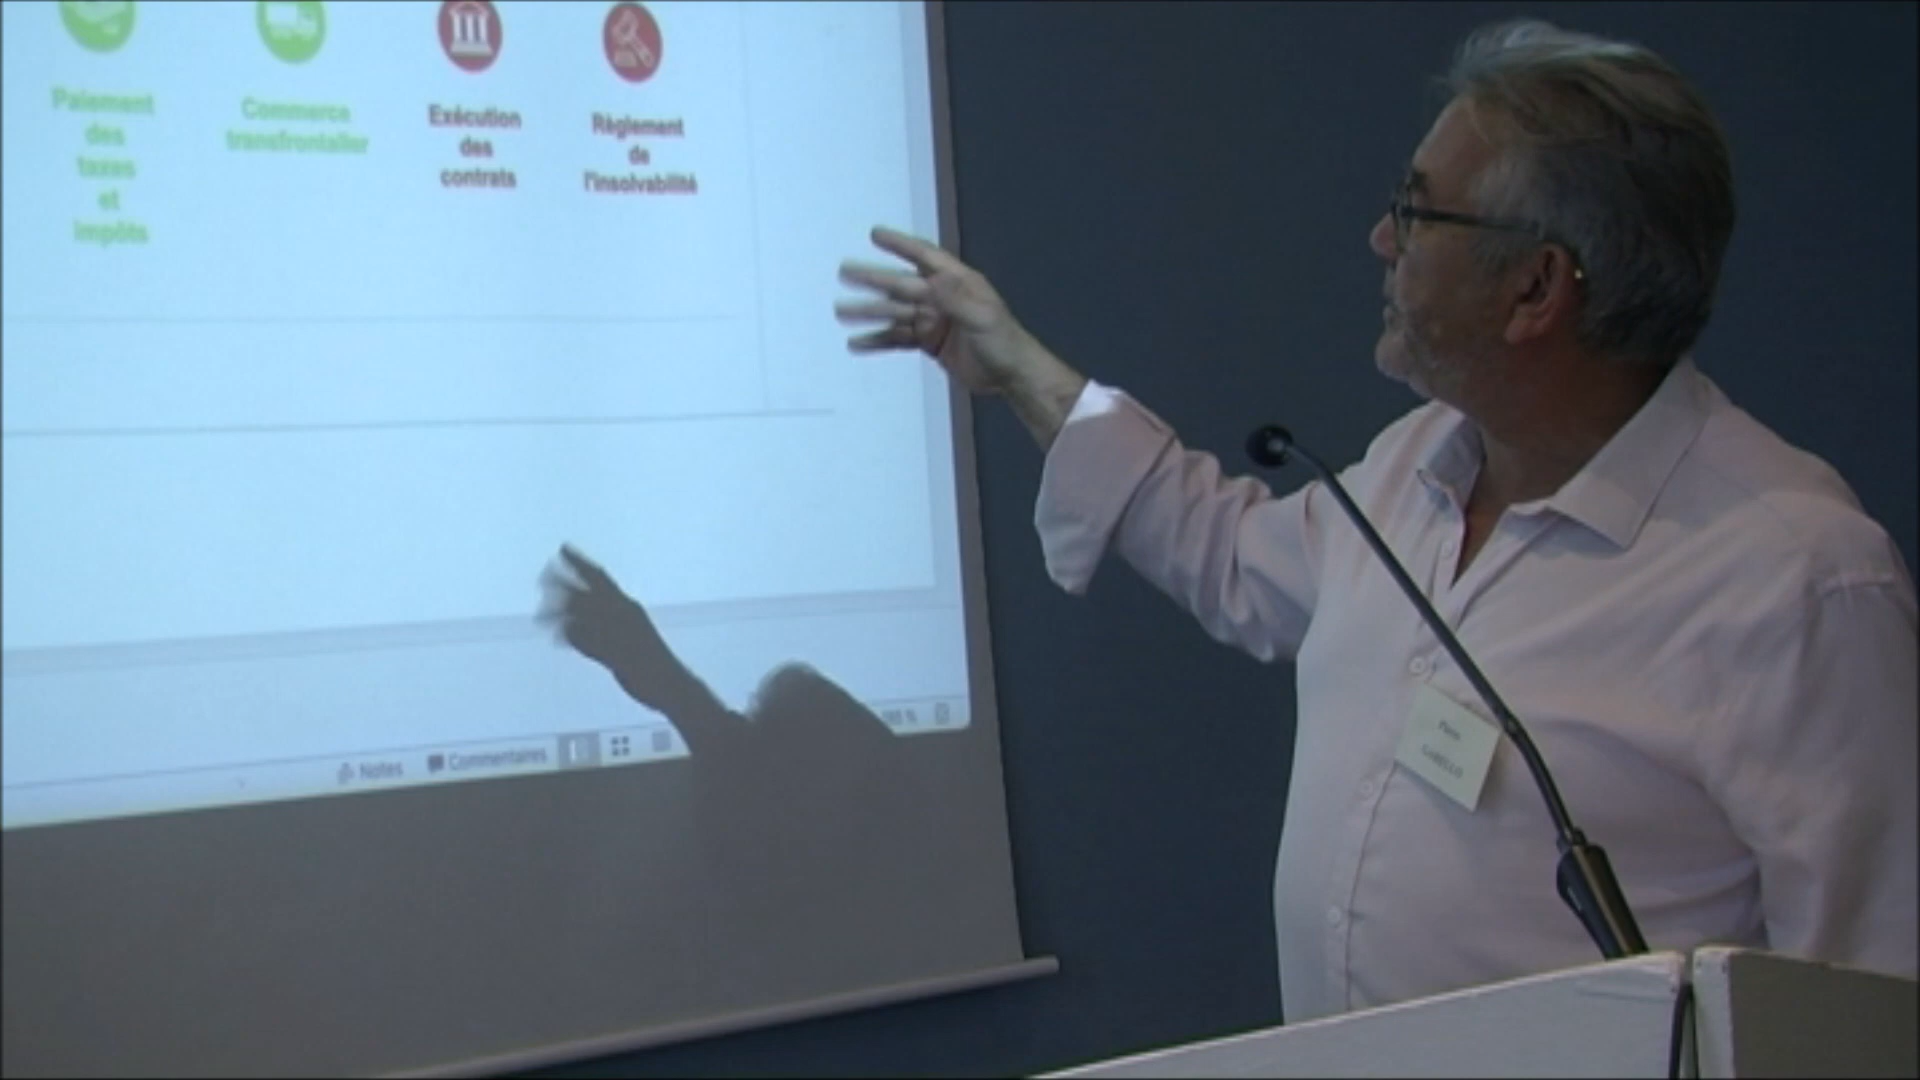 Paiement
des
taxes
et
impôts
Commerce
transfrontalier
Exécution
des
contrats
Règlement
de
l'insolvabilité
Notes
Commentaires